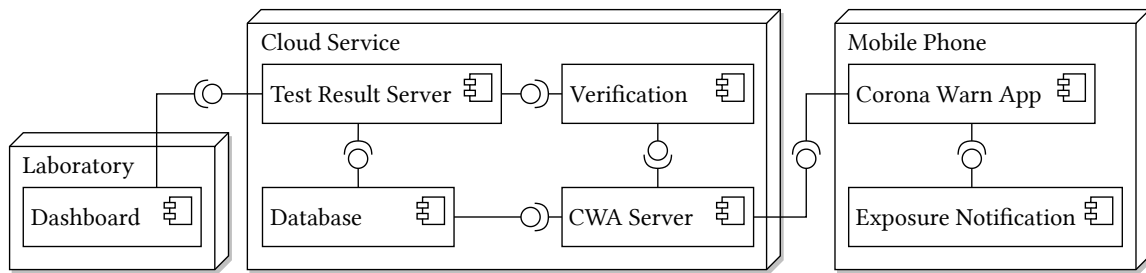 Cloud Service
Test Result Server
Verification
Database
CWA Server
Mobile Phone
Corona Warn App
Exposure Notification
Laboratory
Dashboard